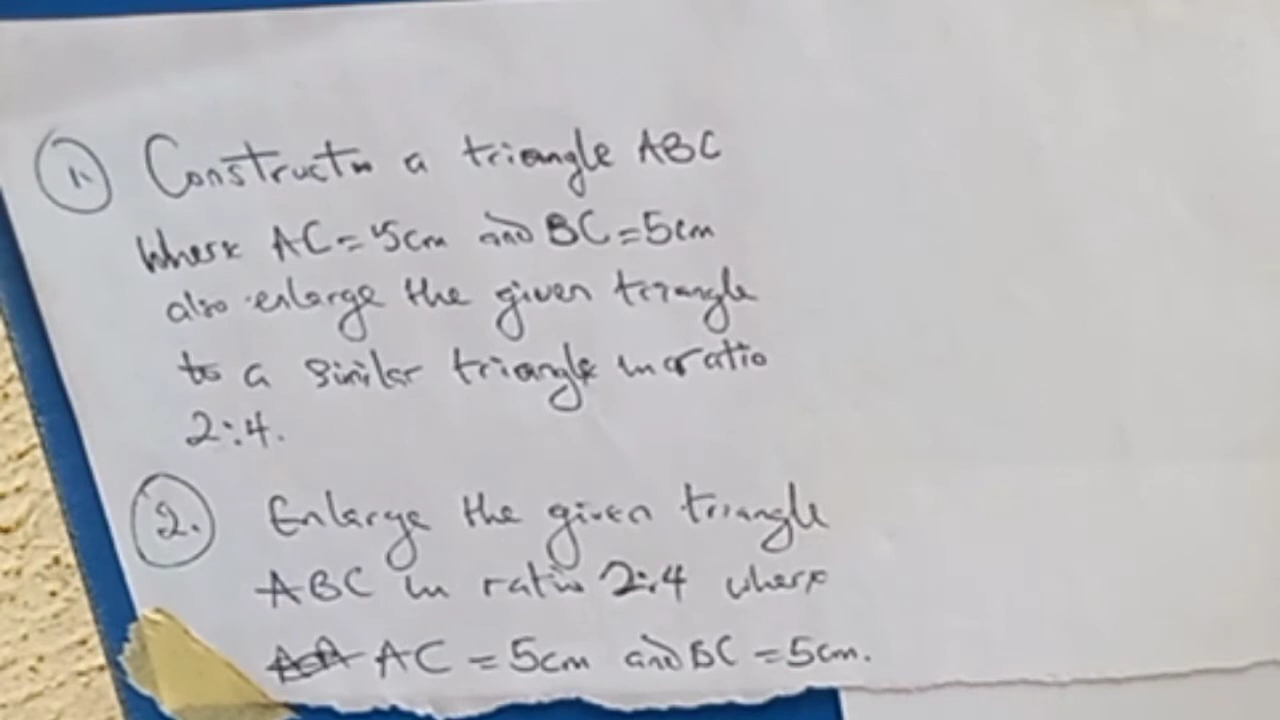 1. Construct a triangle ABC
where AC = 5cm and BC = 5cm
also enlarge the given triangle
to a similar triangle in ratio
2:4.
2. Enlarge the given triangle
ABC in ratio 2:4 where
AC = 5cm and BC = 5cm.